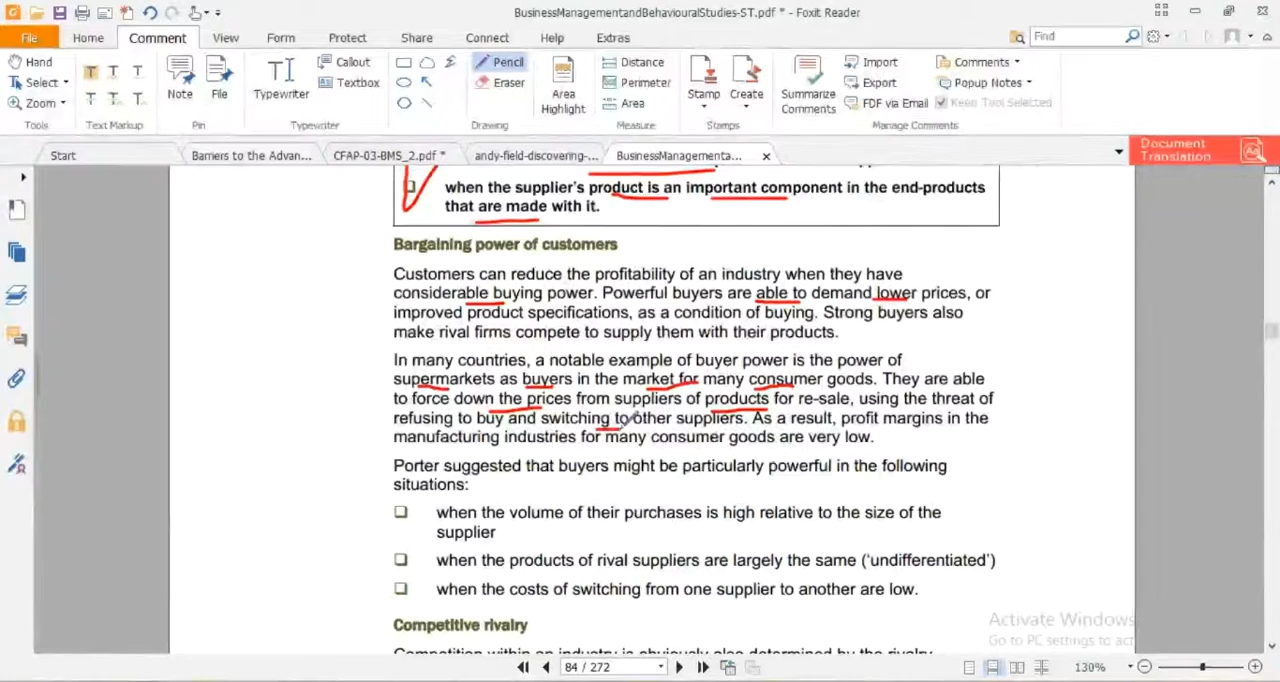 BusinessManagementandBehaviouralStudies-ST.pdf * - Foxit Reader
File Home Comment View Form Protect Share Connect Help Extras Find
Hand
Select
Zoom
Tools
Text Markup
Note
File
Pin
Typewriter
Callout
Textbox
Typewriter
Pencil
Eraser
Drawing
Area
Highlight
Distance
Perimeter
Area
Measure
Stamp
Create
Stamps
Summarize
Comments
Import
Export
FDF via Email
Comments
Popup Notes
Keep Tool Selected
Manage Comments
Start Barriers to the Advan... CFAP-03-BMS_2.pdf * andy-field-discovering-... BusinessManagementa...
Document
Translation
when the supplier's product is an important component in the end-products
that are made with it.
Bargaining power of customers
Customers can reduce the profitability of an industry when they have
considerable buying power. Powerful buyers are able to demand lower prices, or
improved product specifications, as a condition of buying. Strong buyers also
make rival firms compete to supply them with their products.
In many countries, a notable example of buyer power is the power of
supermarkets as buyers in the market for many consumer goods. They are able
to force down the prices from suppliers of products for re-sale, using the threat of
refusing to buy and switching to other suppliers. As a result, profit margins in the
manufacturing industries for many consumer goods are very low.
Porter suggested that buyers might be particularly powerful in the following
situations:
when the volume of their purchases is high relative to the size of the
supplier
when the products of rival suppliers are largely the same ('undifferentiated')
when the costs of switching from one supplier to another are low.
Competitive rivalry
Competition within an industry is obviously also determined by the rivalry
Activate Windows
Go to PC settings to act
84 / 272
130%